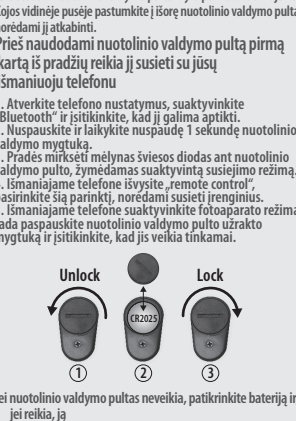 Kojos vidinėje pusėje pastumkite į išorę nuotolinio valdymo pultą,
norėdami jį atkabinti.
Prieš naudodami nuotolinio valdymo pultą pirmą
kartą iš pradžių reikia jį susieti su jūsų
išmaniuoju telefonu
. Atverkite telefono nustatymus, suaktyvinkite
„Bluetooth“ ir įsitikinkite, kad jį galima aptikti.
. Nuspauskite ir laikykite nuspaudę 1 sekundę nuotolinio
valdymo mygtuką.
. Pradės mirksėti mėlynas šviesos diodas ant nuotolinio
valdymo pulto, žymėdamas suaktyvintą susiejimo režimą.
. Išmaniajame telefone išvysite „remote control“,
pasirinkite šią parinktį, norėdami susieti įrenginius.
. Išmaniajame telefone suaktyvinkite fotoaparato režimą,
tada paspauskite nuotolinio valdymo pulto užrakto
mygtuką ir įsitikinkite, kad jis veikia tinkamai.
Unlock Lock
CR2025
1 2 3
ei nuotolinio valdymo pultas neveikia, patikrinkite bateriją ir,
jei reikia, ją